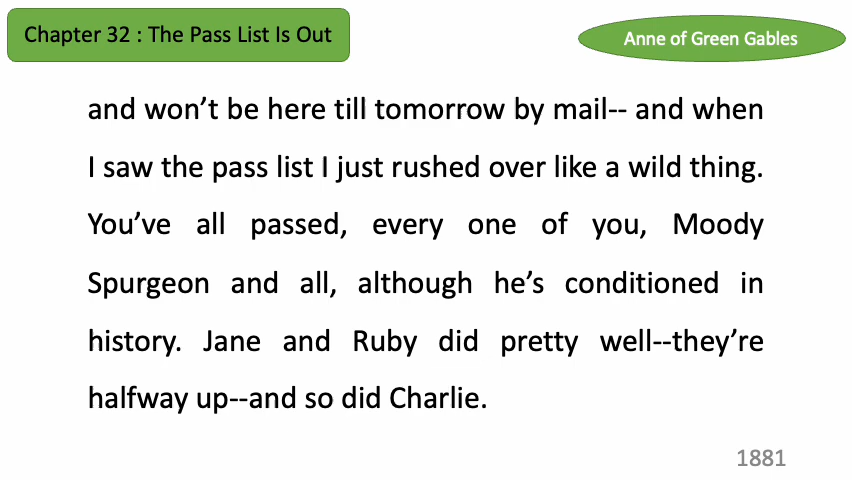 Chapter 32 : The Pass List Is Out
Anne of Green Gables
and won’t be here till tomorrow by mail-- and when
I saw the pass list I just rushed over like a wild thing.
You’ve all passed, every one of you, Moody
Spurgeon and all, although he’s conditioned in
history. Jane and Ruby did pretty well--they’re
halfway up--and so did Charlie.
1881